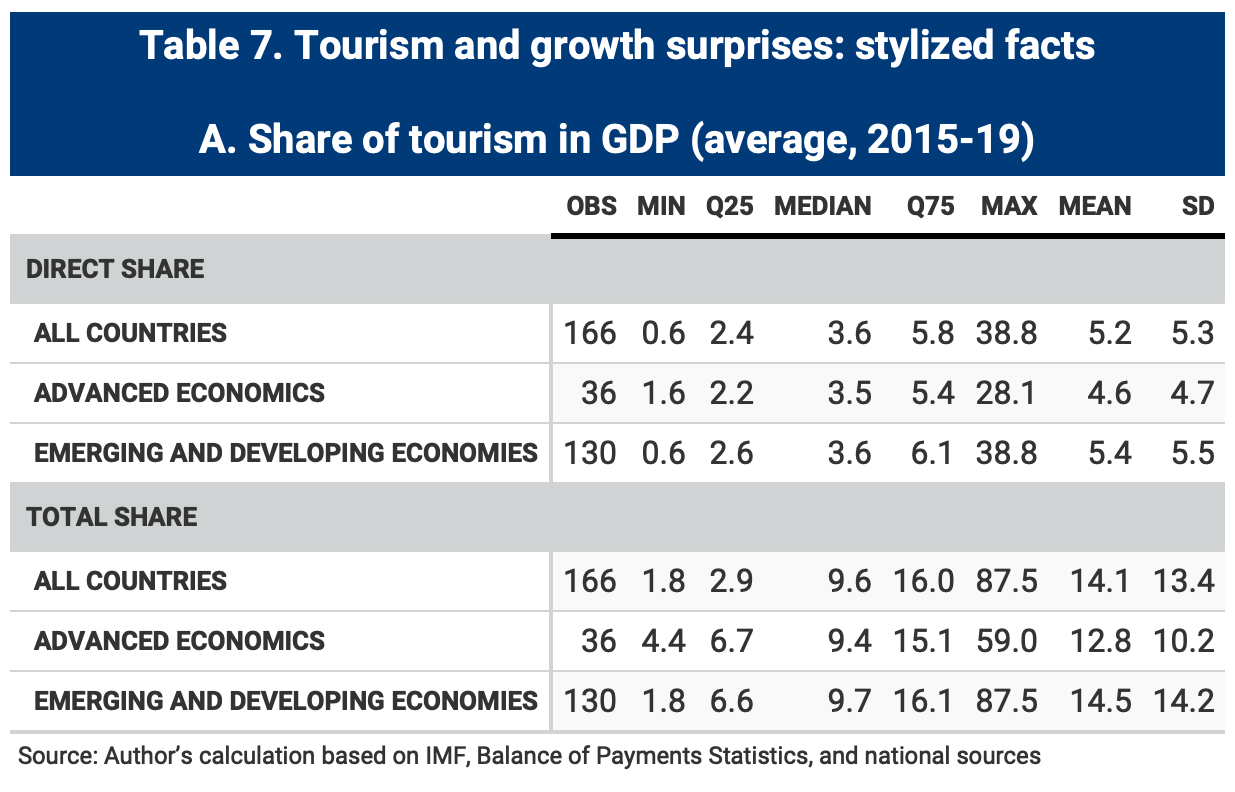 Table 7. Tourism and growth surprises: stylized facts
A. Share of tourism in GDP (average, 2015-19)
OBS MIN Q25 MEDIAN Q75 MAX MEAN SD
DIRECT SHARE
ALL COUNTRIES 166 0.6 2.4 3.6 5.8 38.8 5.2 5.3
ADVANCED ECONOMICS 36 1.6 2.2 3.5 5.4 28.1 4.6 4.7
EMERGING AND DEVELOPING ECONOMIES 130 0.6 2.6 3.6 6.1 38.8 5.4 5.5
TOTAL SHARE
ALL COUNTRIES 166 1.8 2.9 9.6 16.0 87.5 14.1 13.4
ADVANCED ECONOMICS 36 4.4 6.7 9.4 15.1 59.0 12.8 10.2
EMERGING AND DEVELOPING ECONOMIES 130 1.8 6.6 9.7 16.1 87.5 14.5 14.2
Source: Author’s calculation based on IMF, Balance of Payments Statistics, and national sources